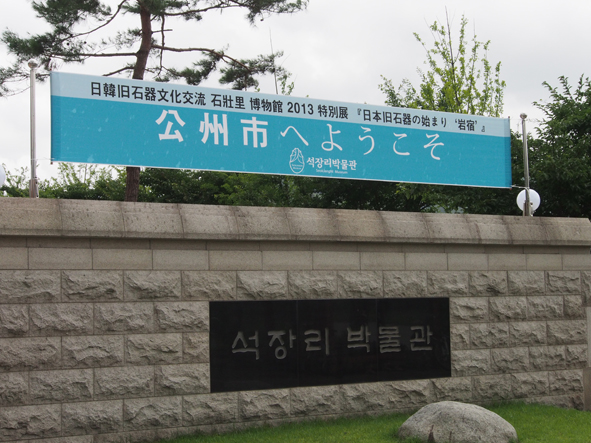 日韓旧石器文化交流 石壯里 博物館 2013 特別展 『日本旧石器の始まり ‘岩宿’』
公州市へようこそ
석장리박물관
석장리 박물관